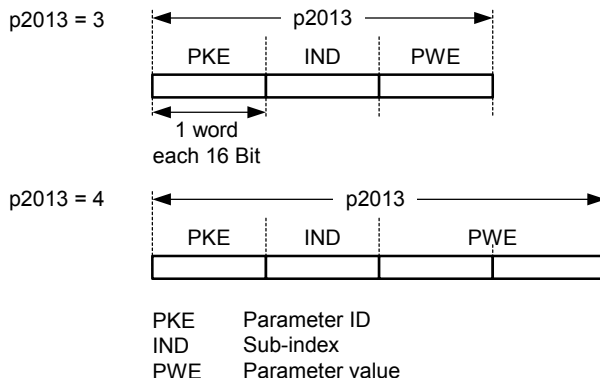 p2013 = 3
p2013
PKE IND PWE
1 word
each 16 Bit
p2013 = 4
p2013
PKE IND PWE
PKE Parameter ID
IND Sub-index
PWE Parameter value